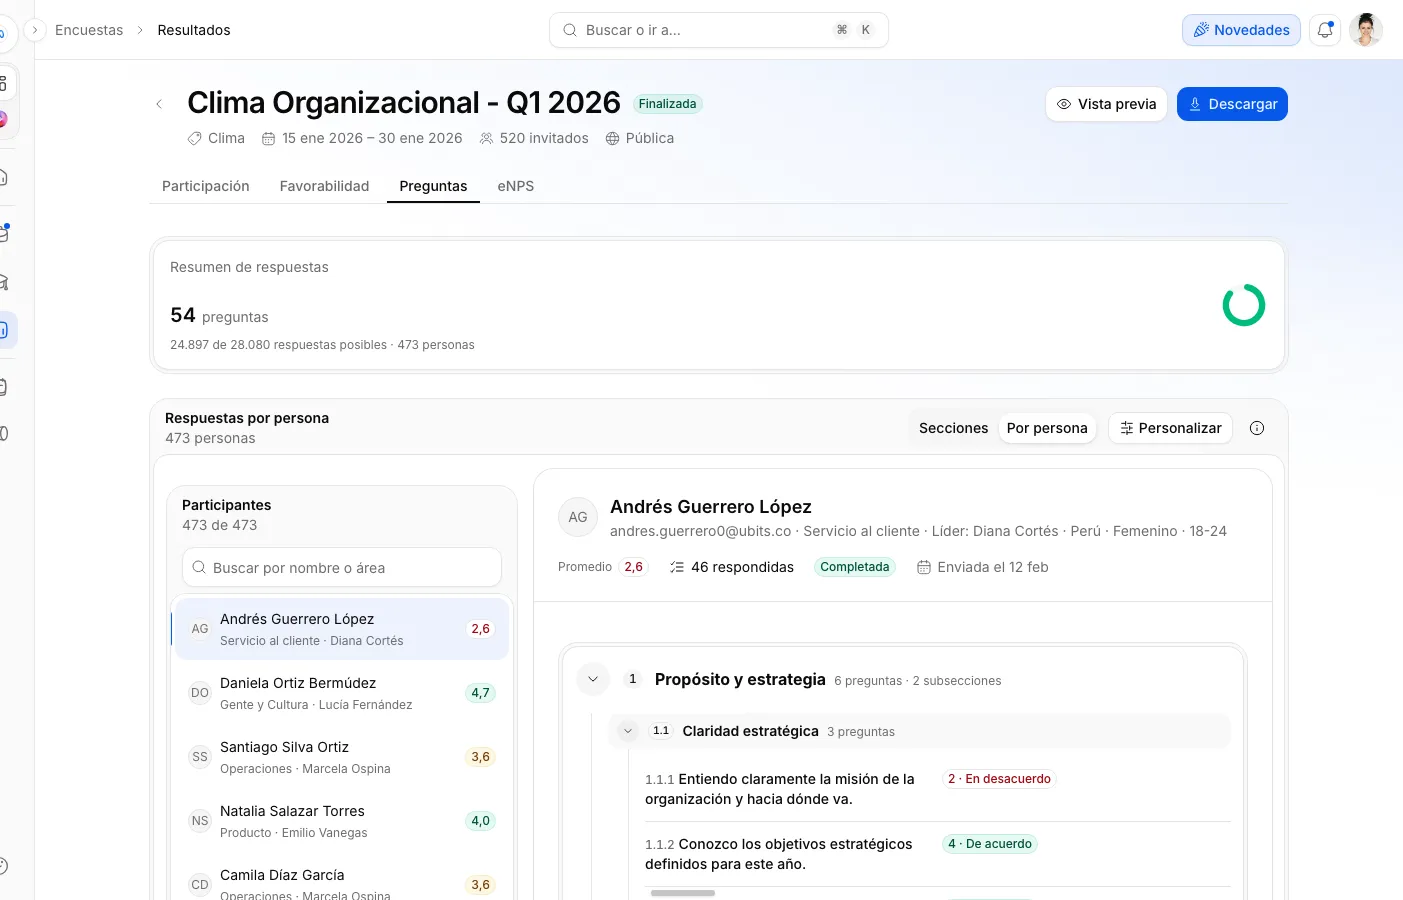 Encuestas
Resultados
Buscar o ir a...
⌘ K
Novedades
Clima Organizacional - Q1 2026
Finalizada
Vista previa
Descargar
Clima
15 ene 2026 – 30 ene 2026
520 invitados
Pública
Participación
Favorabilidad
Preguntas
eNPS
Resumen de respuestas
54 preguntas
24.897 de 28.080 respuestas posibles · 473 personas
Respuestas por persona
473 personas
Secciones
Por persona
Personalizar
Participantes
473 de 473
Buscar por nombre o área
AG
Andrés Guerrero López
Servicio al cliente · Diana Cortés
2,6
DO
Daniela Ortiz Bermúdez
Gente y Cultura · Lucía Fernández
4,7
SS
Santiago Silva Ortiz
Operaciones · Marcela Ospina
3,6
NS
Natalia Salazar Torres
Producto · Emilio Vanegas
4,0
CD
Camila Díaz García
Operaciones · Marcela Ospina
3,6
AG
Andrés Guerrero López
andres.guerrero0@ubits.co · Servicio al cliente · Líder: Diana Cortés · Perú · Femenino · 18-24
Promedio 2,6
46 respondidas
Completada
Enviada el 12 feb
1 Propósito y estrategia 6 preguntas · 2 subsecciones
1.1 Claridad estratégica 3 preguntas
1.1.1 Entiendo claramente la misión de la
organización y hacia dónde va.
2 · En desacuerdo
1.1.2 Conozco los objetivos estratégicos
definidos para este año.
4 · De acuerdo